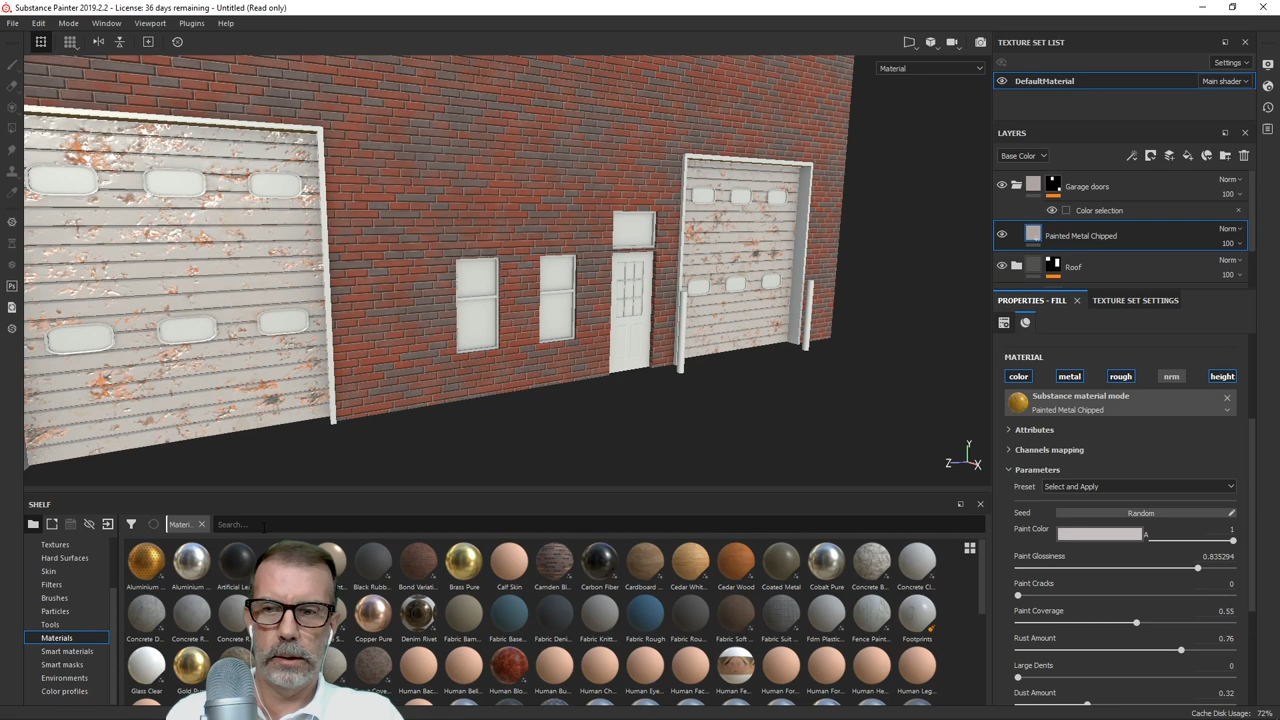 Substance Painter 2019.2.2 - License: 36 days remaining - Untitled (Read only)
File Edit Mode Window Viewport Plugins Help
Material
Z Y X
TEXTURE SET LIST
Settings
DefaultMaterial Main shader
LAYERS
Base Color
Garage doors Norm 100
Color selection
Painted Metal Chipped Norm 100
Roof Norm 100
PROPERTIES - FILL TEXTURE SET SETTINGS
MATERIAL
color metal rough nrm height
Substance material mode
Painted Metal Chipped
Attributes
Channels mapping
Parameters
Preset Select and Apply
Seed Random
Paint Color A 1
Paint Glossiness 0.835294
Paint Cracks 0
Paint Coverage 0.55
Rust Amount 0.76
Large Dents 0
Dust Amount 0.32
SHELF
Materi... Search...
Textures
Hard Surfaces
Skin
Filters
Brushes
Particles
Tools
Materials
Smart materials
Smart masks
Environments
Color profiles
Aluminium ... Aluminium ... Artificial Lea Black Rubb... Bond Variati... Brass Pure Calf Skin Camden Bl... Carbon Fiber Cardboard ... Cedar Whit... Cedar Wood Coated Metal Cobalt Pure Concrete B... Concrete Cl...
Concrete D... Concrete R... Concrete R Copper Pure Denim Rivet Fabric Bam... Fabric Base... Fabric Deni... Fabric Knitt... Fabric Rough Fabric Rou... Fabric Soft ... Fabric Suit ... Fdm Plastic... Fence Paint... Footprints
Glass Clear Gold Pu Human Bac... Human Bell... Human Blo... Human Bu... Human Ch... Human Eye... Human Fac... Human Fe... Human For... Human For... Human He... Human Leg...
Cache Disk Usage: 72%